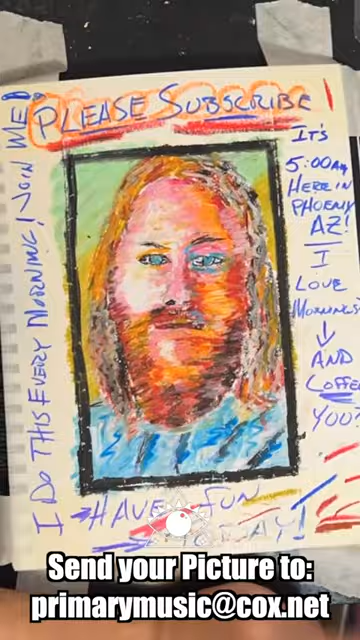 PLEASE SUBSCRIBE!
I DO THIS EVERY MORNING! JOIN ME!
IT'S
5:00AM
HERE IN
PHOENIX
AZ!
I
LOVE
MORNINGS
AND
COFFEE
YOU?
HAVE FUN
TODAY!
Send your Picture to:
primarymusic@cox.net